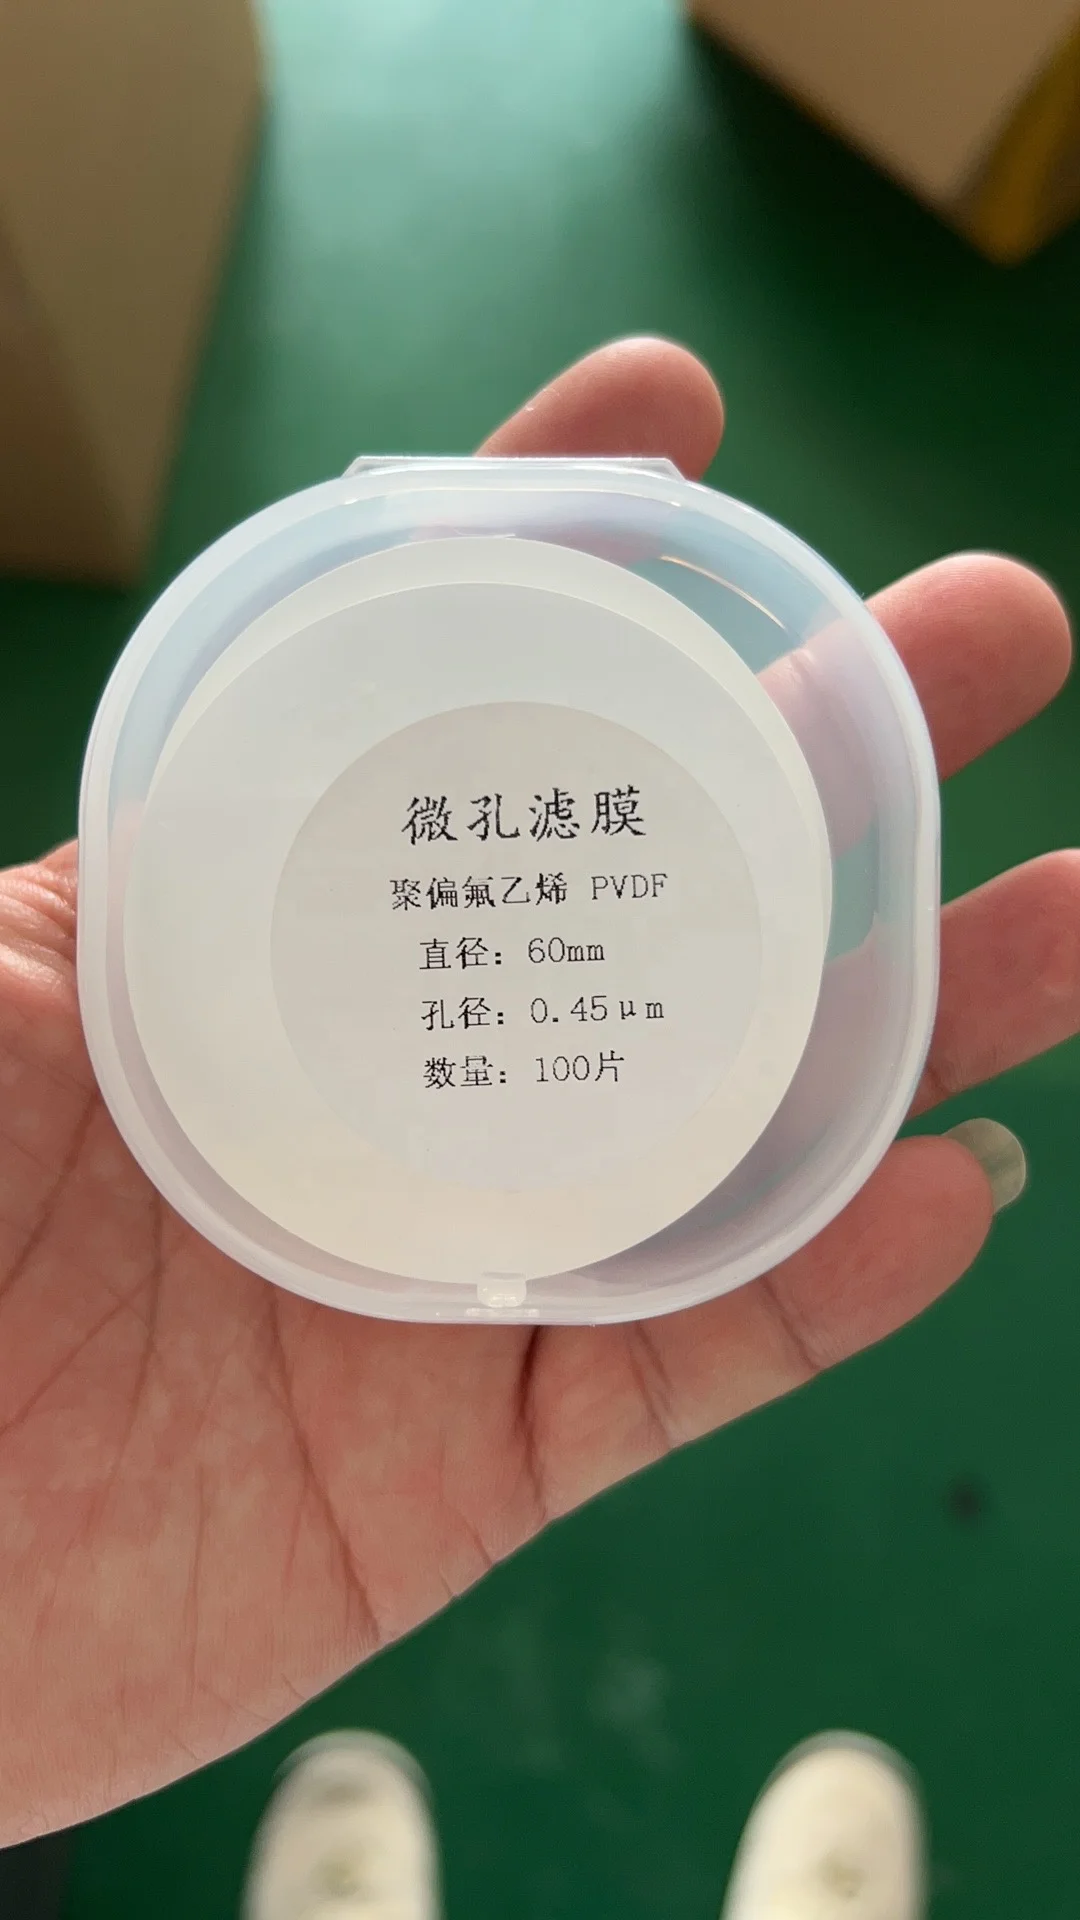 微孔滤膜
聚偏氟乙烯 PVDF
直径：60mm
孔径：0.45μm
数量：100片